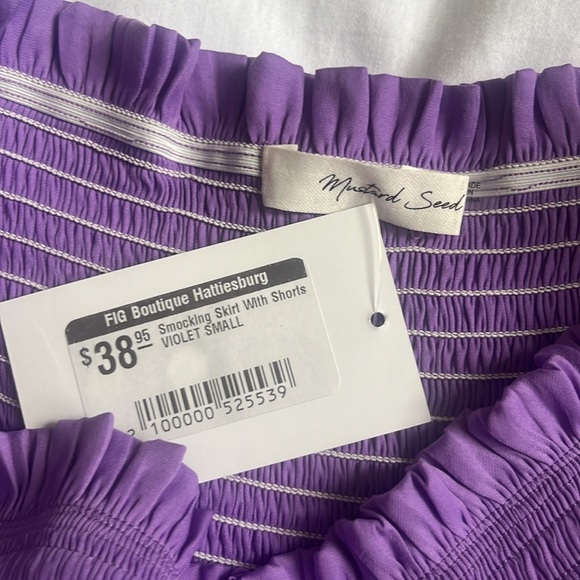 Mustard Seed
FIG Boutique Hattiesburg
$38.95
Smocking Skirt With Shorts
VIOLET SMALL
100000 525539